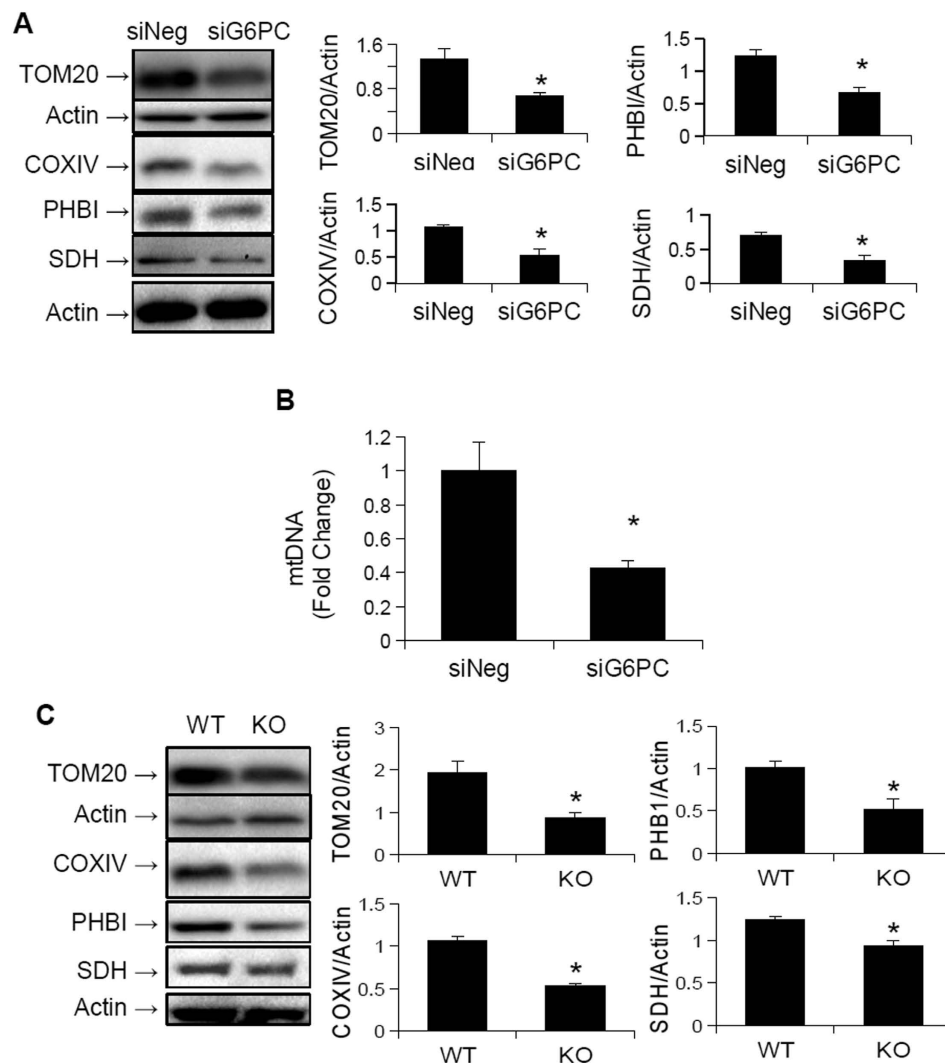 A
siNeg siG6PC
TOM20 →
Actin →
COXIV →
PHBI →
SDH →
Actin →
TOM20/Actin
1.6
0.8
0
*
siNeg siG6PC
PHBI/Actin
1.5
1
0.5
0
*
siNeg siG6PC
COXIV/Actin
1.5
1
0.5
0
*
siNeg siG6PC
SDH/Actin
1
0.5
0
*
siNeg siG6PC
B
mtDNA
(Fold Change)
1.2
1
0.8
0.6
0.4
0.2
0
*
siNeg siG6PC
C
WT KO
TOM20 →
Actin →
COXIV →
PHBI →
SDH →
Actin →
TOM20/Actin
3
2
1
0
*
WT KO
PHB1/Actin
1.5
1
0.5
0
*
WT KO
COXIV/Actin
1.5
1
0.5
0
*
WT KO
SDH/Actin
1.5
1
0.5
0
*
WT KO